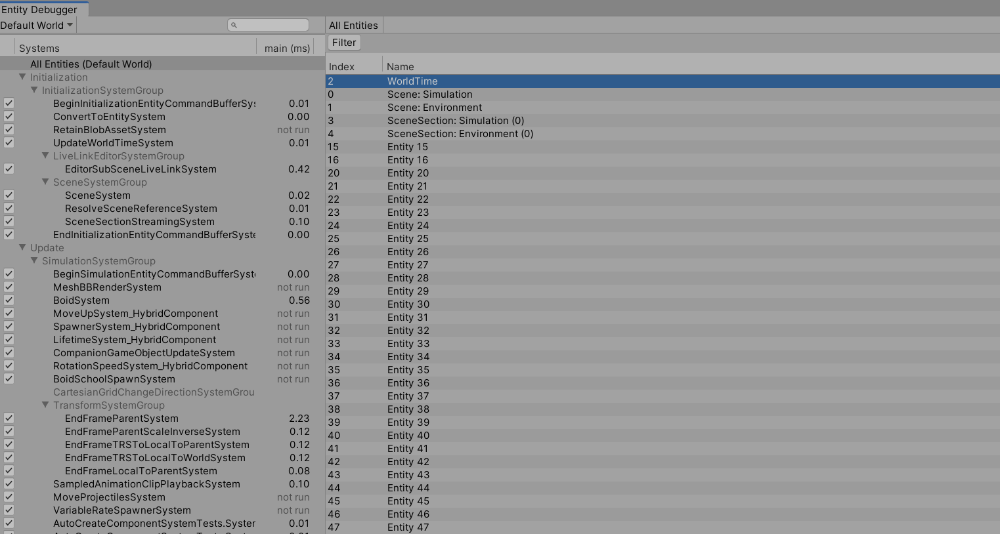 Entity Debugger
Default World
Systems main (ms)
All Entities (Default World)
Initialization
InitializationSystemGroup
BeginInitializationEntityCommandBufferSys 0.01
ConvertToEntitySystem 0.00
RetainBlobAssetSystem not run
UpdateWorldTimeSystem 0.01
LiveLinkEditorSystemGroup
EditorSubSceneLiveLinkSystem 0.42
SceneSystemGroup
SceneSystem 0.02
ResolveSceneReferenceSystem 0.01
SceneSectionStreamingSystem 0.10
EndInitializationEntityCommandBufferSyste 0.00
Update
SimulationSystemGroup
BeginSimulationEntityCommandBufferSyste 0.00
MeshBBRenderSystem not run
BoidSystem 0.56
MoveUpSystem_HybridComponent not run
SpawnerSystem_HybridComponent not run
LifetimeSystem_HybridComponent not run
CompanionGameObjectUpdateSystem not run
RotationSpeedSystem_HybridComponent not run
BoidSchoolSpawnSystem not run
CartesianGridChangeDirectionSystemGrou
TransformSystemGroup
EndFrameParentSystem 2.23
EndFrameParentScaleInverseSystem 0.12
EndFrameTRSToLocalToParentSystem 0.12
EndFrameTRSToLocalToWorldSystem 0.12
EndFrameLocalToParentSystem 0.08
SampledAnimationClipPlaybackSystem 0.10
MoveProjectilesSystem not run
VariableRateSpawnerSystem not run
AutoCreateComponentSystemTests.System 0.01
All Entities
Filter
Index Name
2 WorldTime
0 Scene: Simulation
1 Scene: Environment
3 SceneSection: Simulation (0)
4 SceneSection: Environment (0)
15 Entity 15
16 Entity 16
20 Entity 20
21 Entity 21
22 Entity 22
23 Entity 23
24 Entity 24
25 Entity 25
26 Entity 26
27 Entity 27
28 Entity 28
29 Entity 29
30 Entity 30
31 Entity 31
32 Entity 32
33 Entity 33
34 Entity 34
35 Entity 35
36 Entity 36
37 Entity 37
38 Entity 38
39 Entity 39
40 Entity 40
41 Entity 41
42 Entity 42
43 Entity 43
44 Entity 44
45 Entity 45
46 Entity 46
47 Entity 47